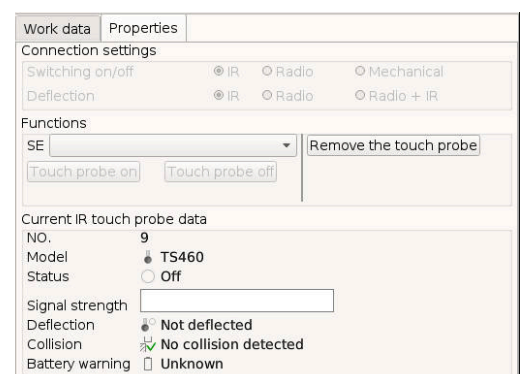 Work data Properties
Connection settings
Switching on/off IR Radio Mechanical
Deflection IR Radio Radio + IR
Functions
SE Remove the touch probe
Touch probe on Touch probe off
Current IR touch probe data
NO. 9
Model TS460
Status Off
Signal strength
Deflection Not deflected
Collision No collision detected
Battery warning Unknown